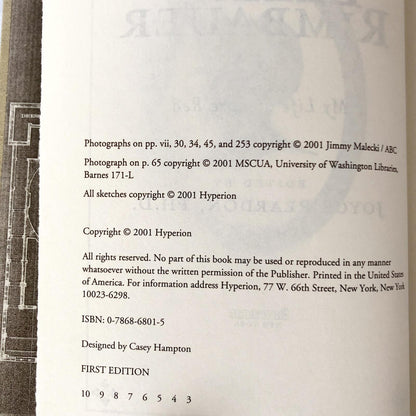 Photographs on pp. vii, 30, 34, 45, and 253 copyright © 2001 Jimmy Malecki / ABC
Photograph on p. 65 copyright © 2001 MSCUA, University of Washington Libraries,
Barnes 171-L
All sketches copyright © 2001 Hyperion
Copyright © 2001 Hyperion
All rights reserved. No part of this book may be used or reproduced in any manner
whatsoever without the written permission of the Publisher. Printed in the United States
of America. For information address Hyperion, 77 W. 66th Street, New York, New York
10023-6298.
ISBN: 0-7868-6801-5
Designed by Casey Hampton
FIRST EDITION
10 9 8 7 6 5 4 3